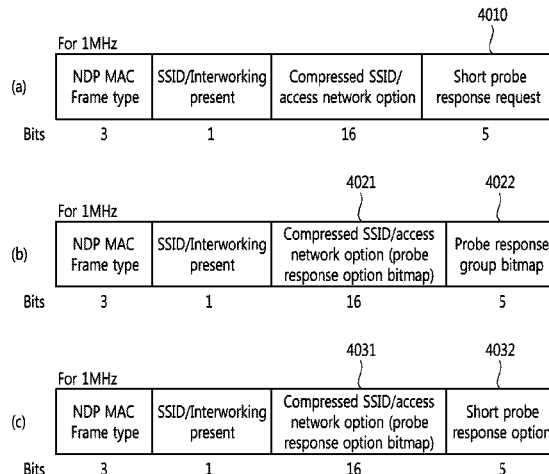 4010
For 1MHz
(a)
NDP MAC
Frame type
SSID/Interworking
present
Compressed SSID/
access network option
Short probe
response request
Bits
3
1
16
5
4021
4022
For 1MHz
(b)
NDP MAC
Frame type
SSID/Interworking
present
Compressed SSID/access
network option (probe
response option bitmap)
Probe response
group bitmap
Bits
3
1
16
5
4031
4032
For 1MHz
(c)
NDP MAC
Frame type
SSID/Interworking
present
Compressed SSID/access
network option (probe
response option bitmap)
Short probe
response option
Bits
3
1
16
5